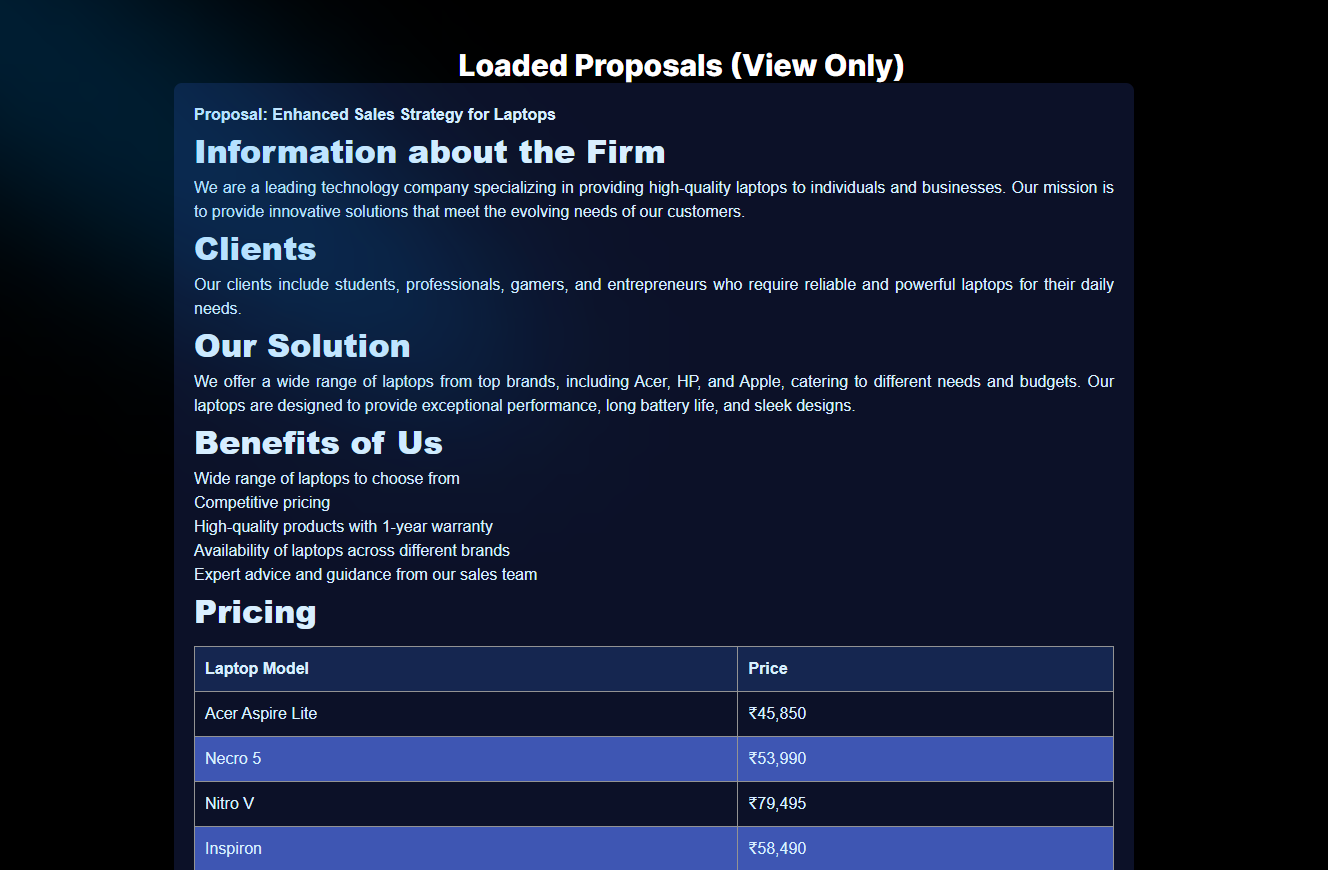 Loaded Proposals (View Only)
Proposal: Enhanced Sales Strategy for Laptops
Information about the Firm
We are a leading technology company specializing in providing high-quality laptops to individuals and businesses. Our mission is
to provide innovative solutions that meet the evolving needs of our customers.
Clients
Our clients include students, professionals, gamers, and entrepreneurs who require reliable and powerful laptops for their daily
needs.
Our Solution
We offer a wide range of laptops from top brands, including Acer, HP, and Apple, catering to different needs and budgets. Our
laptops are designed to provide exceptional performance, long battery life, and sleek designs.
Benefits of Us
Wide range of laptops to choose from
Competitive pricing
High-quality products with 1-year warranty
Availability of laptops across different brands
Expert advice and guidance from our sales team
Pricing
Laptop Model Price
Acer Aspire Lite ₹45,850
Necro 5 ₹53,990
Nitro V ₹79,495
Inspiron ₹58,490